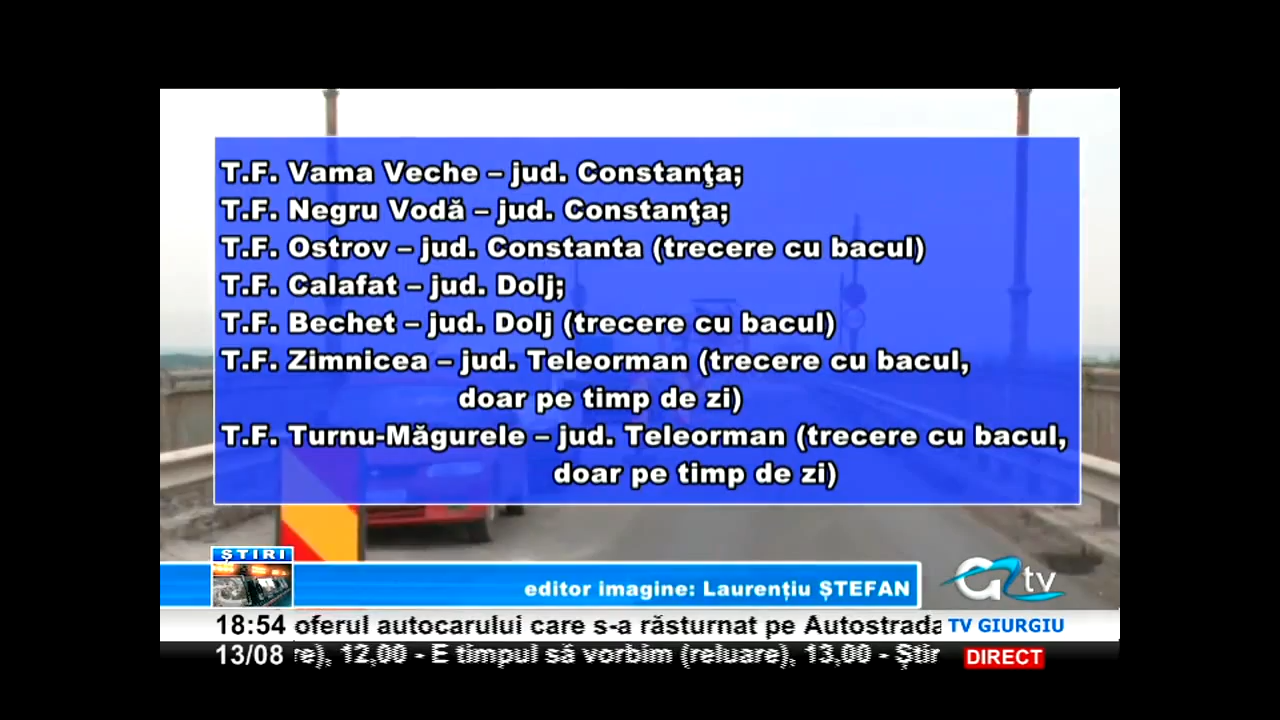 T.F. Vama Veche – jud. Constanţa;
T.F. Negru Vodă – jud. Constanţa;
T.F. Ostrov – jud. Constanta (trecere cu bacul)
T.F. Calafat – jud. Dolj;
T.F. Bechet – jud. Dolj (trecere cu bacul)
T.F. Zimnicea – jud. Teleorman (trecere cu bacul,
doar pe timp de zi)
T.F. Turnu-Măgurele – jud. Teleorman (trecere cu bacul,
doar pe timp de zi)
ŞTIRI
editor imagine: Laurențiu ȘTEFAN
G tv
18:54 oferul autocarului care s-a răsturnat pe Autostrada TV GIURGIU
13/08 re), 12,00 - E timpul să vorbim (reluare), 13,00 - Știr DIRECT